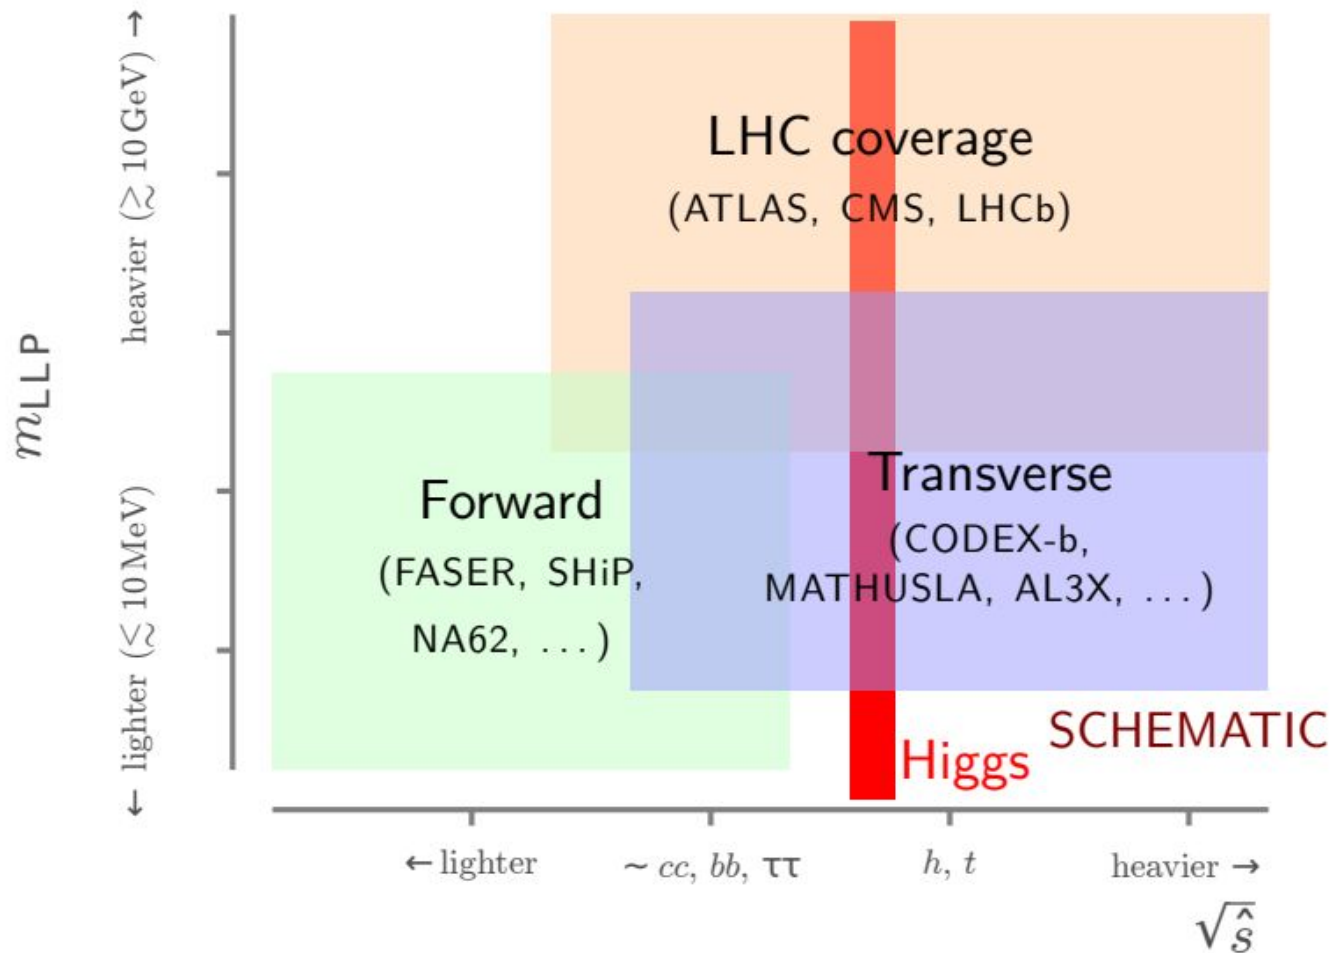 heavier (≳ 10 GeV) →
← lighter (≲ 10 MeV)
m_LLP
LHC coverage
(ATLAS, CMS, LHCb)
Forward
(FASER, SHiP,
NA62, ...)
Transverse
(CODEX-b,
MATHUSLA, AL3X, ...)
SCHEMATIC
Higgs
← lighter
~ cc, bb, ττ
h, t
heavier →
√ŝ